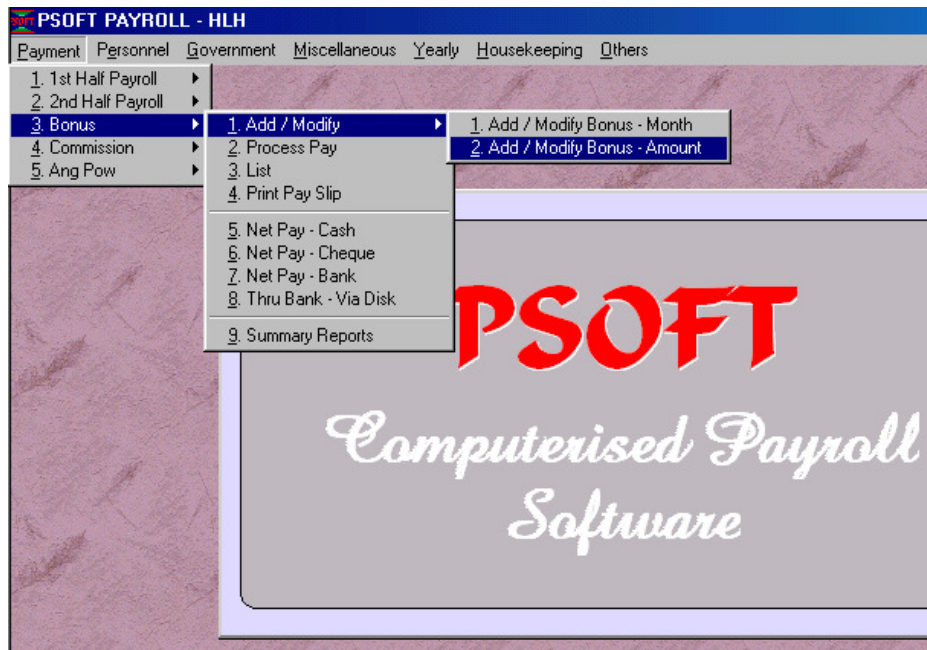 PSOFT PAYROLL - HLH
Payment Personnel Government Miscellaneous Yearly Housekeeping Others
1. 1st Half Payroll
2. 2nd Half Payroll
3. Bonus
4. Commission
5. Ang Pow
1. Add / Modify
2. Process Pay
3. List
4. Print Pay Slip
5. Net Pay - Cash
6. Net Pay - Cheque
7. Net Pay - Bank
8. Thru Bank - Via Disk
9. Summary Reports
1. Add / Modify Bonus - Month
2. Add / Modify Bonus - Amount
PSOFT
Computerised Payroll
Software